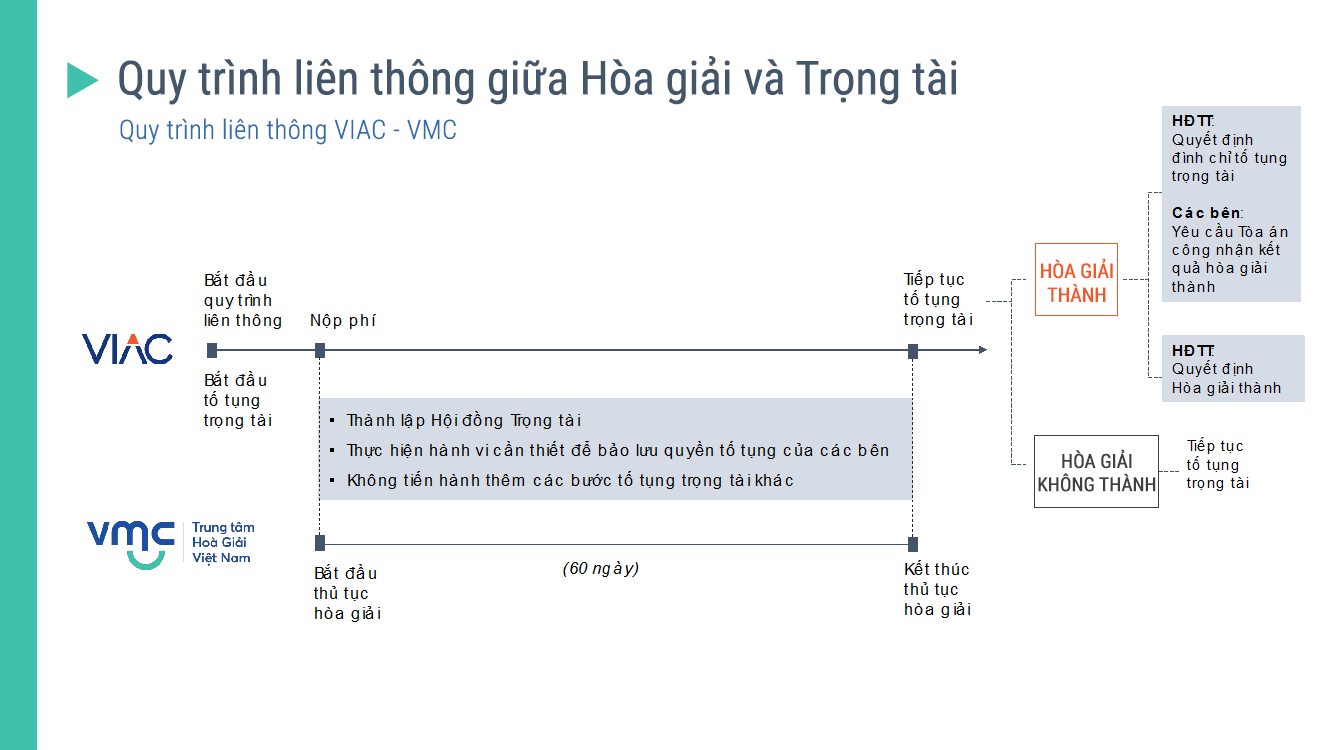 Quy trình liên thông giữa Hòa giải và Trọng tài
Quy trình liên thông VIAC - VMC
HĐTT:
Quyết định
đình chỉ tố tụng
trọng tài
Các bên:
Yêu cầu Tòa án
công nhận kết
quả hòa giải
thành
HÒA GIẢI
THÀNH
HĐTT:
Quyết định
Hòa giải thành
Bắt đầu
quy trình
liên thông
Nộp phí
Tiếp tục
tố tụng
trọng tài
VIAC
Bắt đầu
tố tụng
trọng tài
▪ Thành lập Hội đồng Trọng tài
▪ Thực hiện hành vi cần thiết để bảo lưu quyền tố tụng của các bên
▪ Không tiến hành thêm các bước tố tụng trọng tài khác
HÒA GIẢI
KHÔNG THÀNH
Tiếp tục
tố tụng
trọng tài
vmc
Trung tâm
Hoà Giải
Việt Nam
Bắt đầu
thủ tục
hòa giải
(60 ngày)
Kết thúc
thủ tục
hòa giải